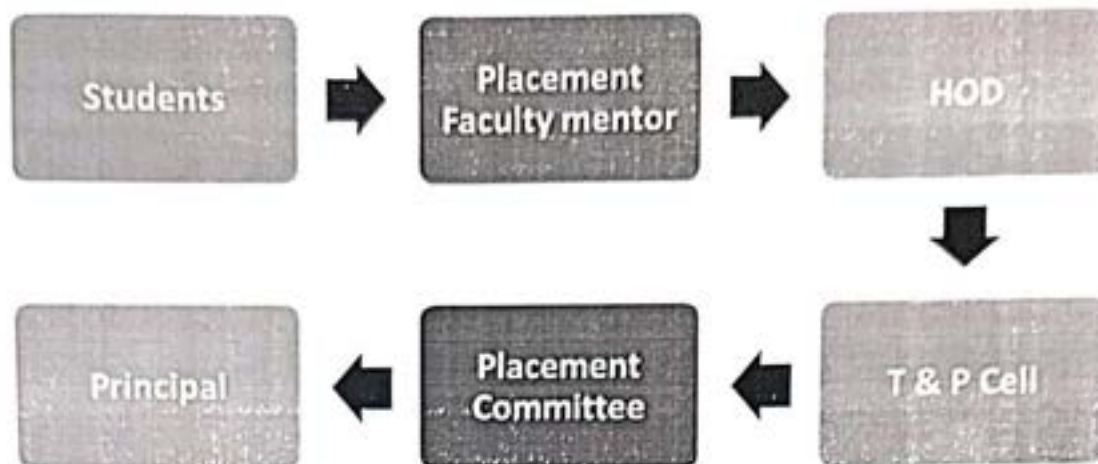 Students
Placement
Faculty mentor
HOD
T & P Cell
Placement
Committee
Principal